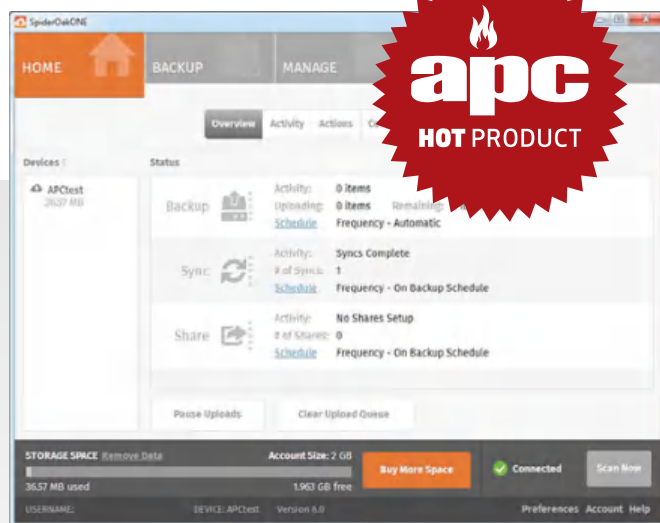 SpiderOakONE
HOME
BACKUP
MANAGE
apc
HOT PRODUCT
Overview Activity Actions
Devices
Status
APCtest
36.57 MB
Backup
Activity: 0 items
Uploading: 0 items Remaining:
Schedule Frequency - Automatic
Sync
Activity: Syncs Complete
# of Syncs: 1
Schedule Frequency - On Backup Schedule
Share
Activity: No Shares Setup
# of Shares: 0
Schedule Frequency - On Backup Schedule
Pause Uploads Clear Upload Queue
STORAGE SPACE Remove Data Account Size: 2 GB
36.57 MB used 1.963 GB free
Buy More Space
Connected
Scan Now
USERNAME: DEVICE: APCtest Version 6.0 Preferences Account Help